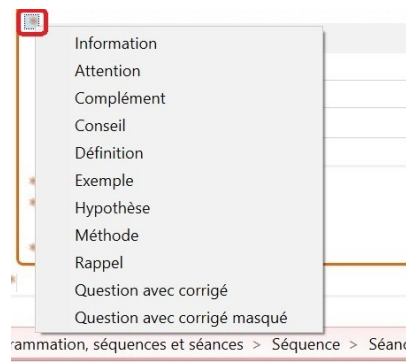 Information
Attention
Complément
Conseil
Définition
Exemple
Hypothèse
Méthode
Rappel
Question avec corrigé
Question avec corrigé masqué
rammation, séquences et séances > Séquence > Séanc